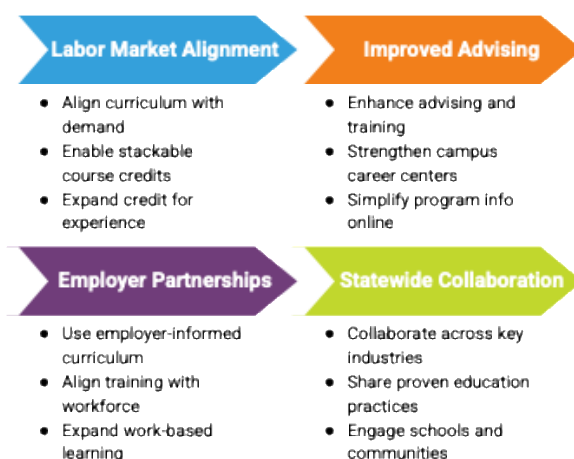 Labor Market Alignment
● Align curriculum with
demand
● Enable stackable
course credits
● Expand credit for
experience
Improved Advising
● Enhance advising and
training
● Strengthen campus
career centers
● Simplify program info
online
Employer Partnerships
● Use employer-informed
curriculum
● Align training with
workforce
● Expand work-based
learning
Statewide Collaboration
● Collaborate across key
industries
● Share proven education
practices
● Engage schools and
communities